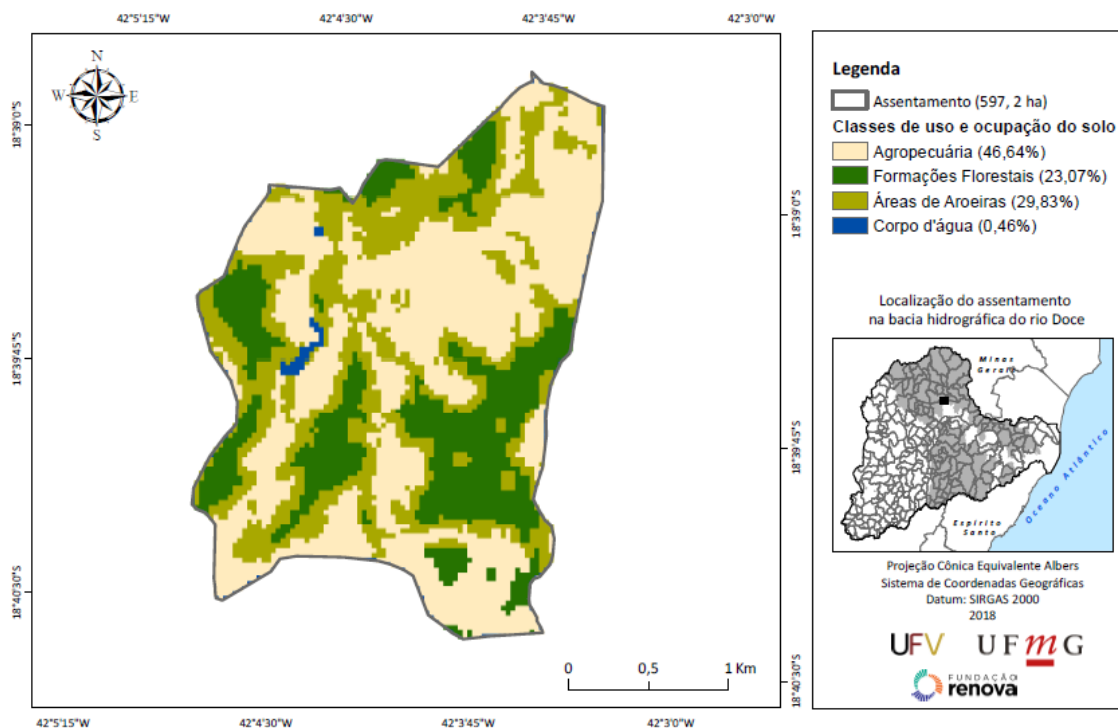 42°5'15"W 42°4'30"W 42°3'45"W 42°3'0"W
N
W E
S
18°39'0"S
18°39'45"S
18°40'30"S
18°39'0"S
18°39'45"S
18°40'30"S
0 0,5 1 Km
42°5'15"W 42°4'30"W 42°3'45"W 42°3'0"W
Legenda
Assentamento (597, 2 ha)
Classes de uso e ocupação do solo
Agropecuária (46,64%)
Formações Florestais (23,07%)
Áreas de Aroeiras (29,83%)
Corpo d'água (0,46%)
Localização do assentamento
na bacia hidrográfica do rio Doce
Minas
Gerais
Oceano Atlântico
Espírito
Santo
Projeção Cônica Equivalente Albers
Sistema de Coordenadas Geográficas
Datum: SIRGAS 2000
2018
UFV UFmG
FUNDAÇÃO
renova